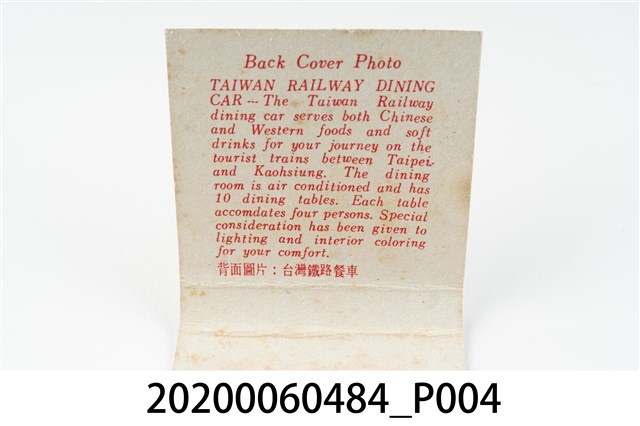 Back Cover Photo
TAIWAN RAILWAY DINING
CAR --- The Taiwan Railway
dining car serves both Chinese
and Western foods and soft
drinks for your journey on the
tourist trains between Taipei
and Kaohsiung. The dining
room is air conditioned and has
10 dining tables. Each table
accomdates four persons. Special
consideration has been given to
lighting and interior coloring
for your comfort.
背面圖片：台灣鐵路餐車
20200060484_P004